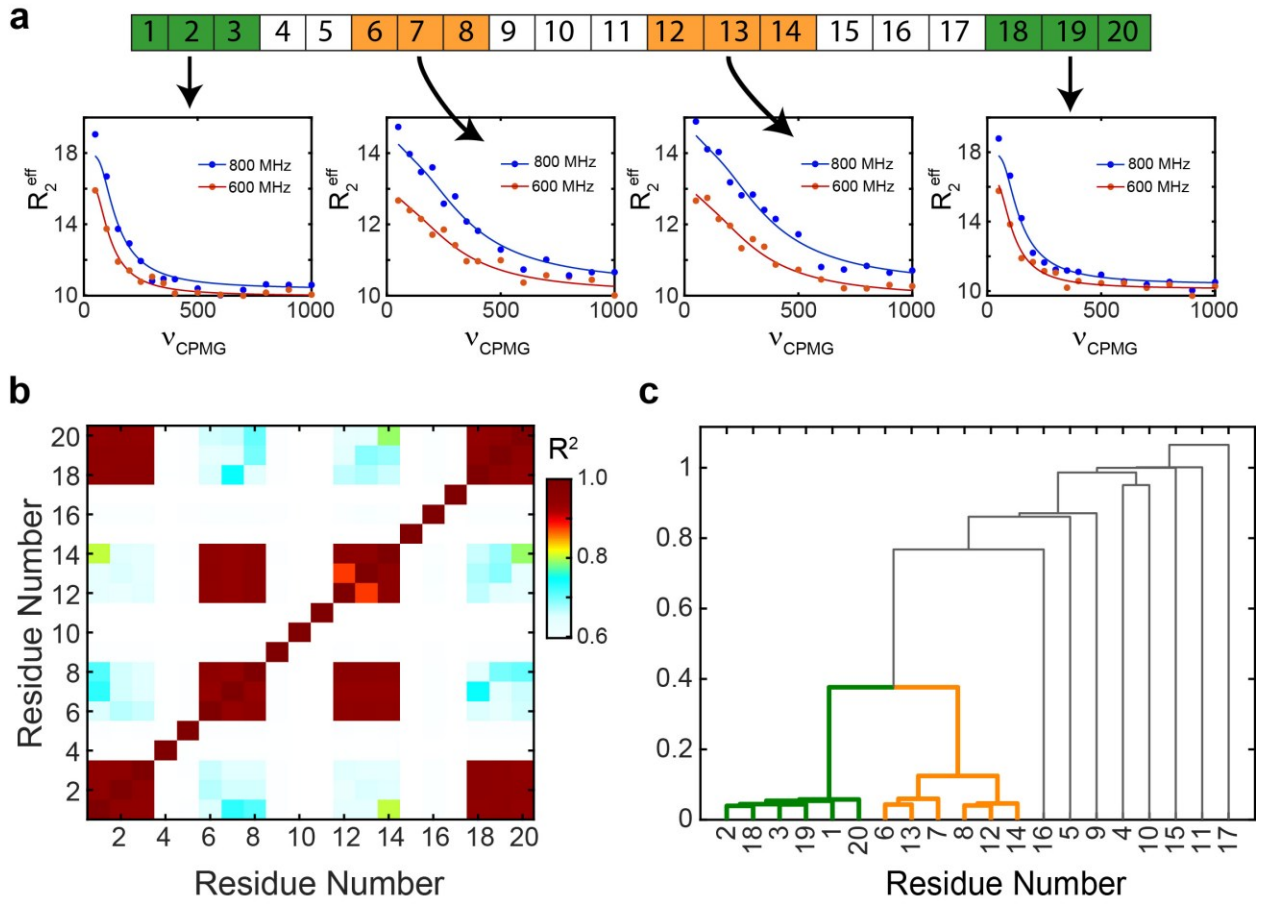 a
1 2 3 4 5 6 7 8 9 10 11 12 13 14 15 16 17 18 19 20
R2eff
18
14
10
0 500 1000
νCPMG
800 MHz
600 MHz
R2eff
14
12
10
0 500 1000
νCPMG
800 MHz
600 MHz
R2eff
14
12
10
0 500 1000
νCPMG
800 MHz
600 MHz
R2eff
18
14
10
0 500 1000
νCPMG
800 MHz
600 MHz
b
Residue Number
20
18
16
14
12
10
8
6
4
2
2 4 6 8 10 12 14 16 18 20
Residue Number
R2
1.0
0.8
0.6
c
1
0.8
0.6
0.4
0.2
0
2 18 3 19 1 20 6 13 7 8 12 14 16 5 9 4 10 15 11 17
Residue Number